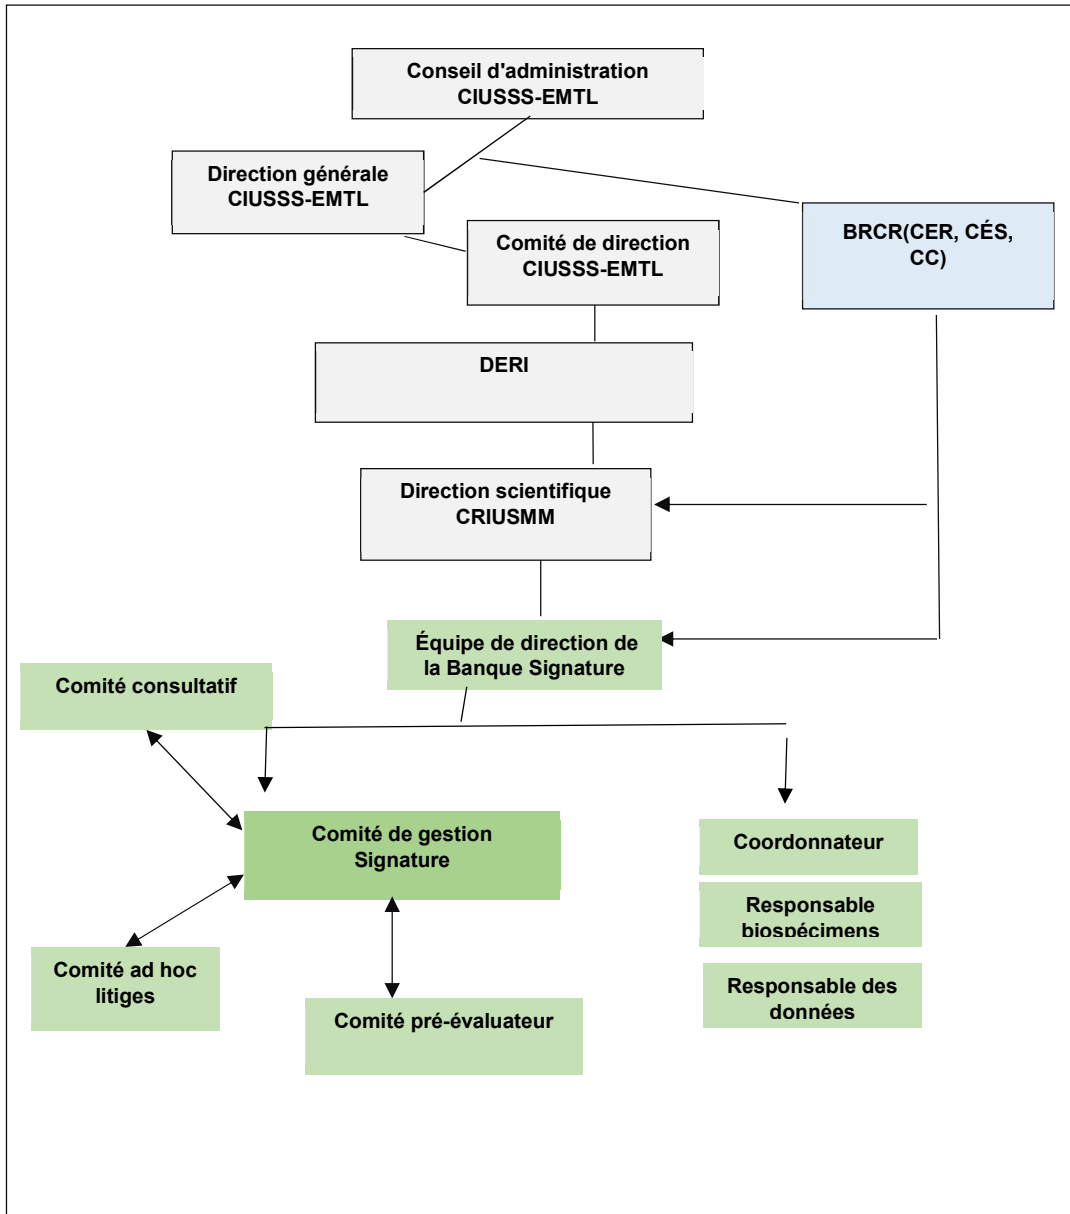 Conseil d'administration
CIUSSS-EMTL
Direction générale
CIUSSS-EMTL
BRCR(CER, CÉS,
CC)
Comité de direction
CIUSSS-EMTL
DERI
Direction scientifique
CRIUSMM
Équipe de direction de
la Banque Signature
Comité consultatif
Comité de gestion
Signature
Coordonnateur
Responsable
biospécimens
Comité ad hoc
litiges
Responsable des
données
Comité pré-évaluateur